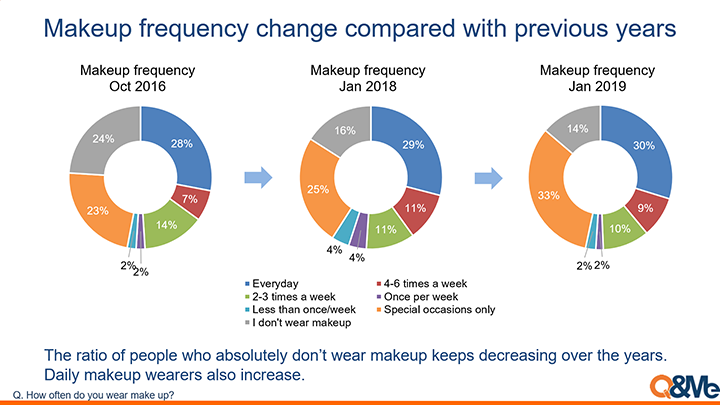 Makeup frequency change compared with previous years
Makeup frequency
Oct 2016
Makeup frequency
Jan 2018
Makeup frequency
Jan 2019
24%
28%
7%
14%
2%
2%
23%
16%
29%
11%
11%
4%
4%
25%
14%
30%
9%
10%
2%
2%
33%
Everyday
4-6 times a week
2-3 times a week
Once per week
Less than once/week
Special occasions only
I don't wear makeup
The ratio of people who absolutely don’t wear makeup keeps decreasing over the years.
Daily makeup wearers also increase.
Q&Me
Q. How often do you wear make up?